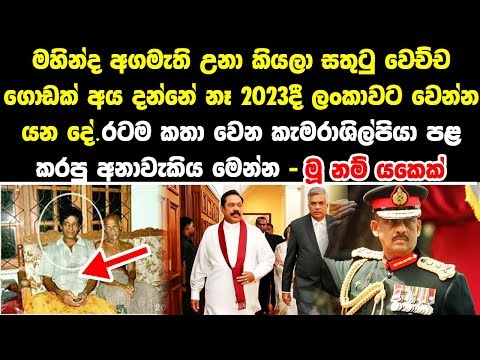 මහින්ද අගමැති උනා කියලා සතුටු වෙච්ච
ගොඩක් අය දන්නේ නෑ 2023දී ලංකාවට වෙන්න
යන දේ.රටම කතා වෙන කැමරාශිල්පියා පළ
කරපු අනාවැකිය මෙන්න - මූ නම් යකෙක්